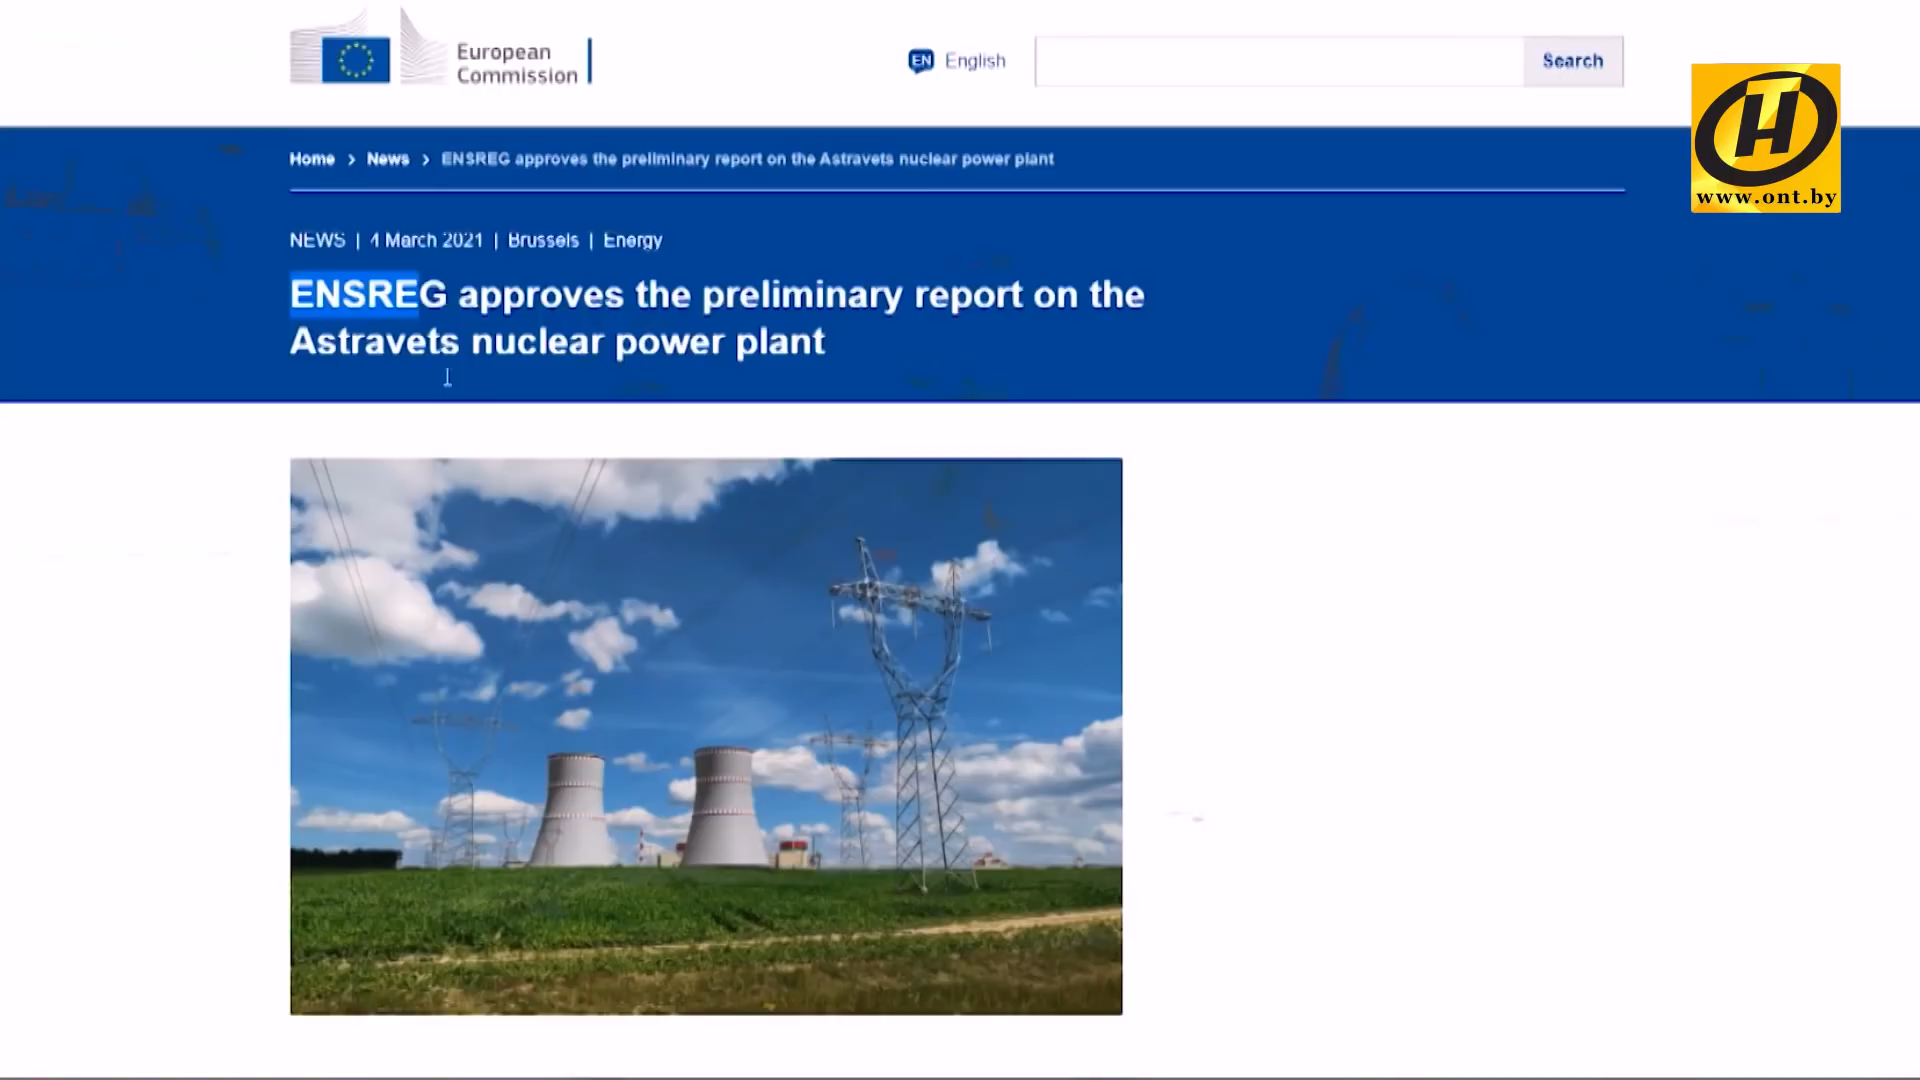 European
Commission
EN English
Search
H
www.ont.by
Home > News > ENSREG approves the preliminary report on the Astravets nuclear power plant
NEWS | 4 March 2021 | Brussels | Energy
ENSREG approves the preliminary report on the
Astravets nuclear power plant